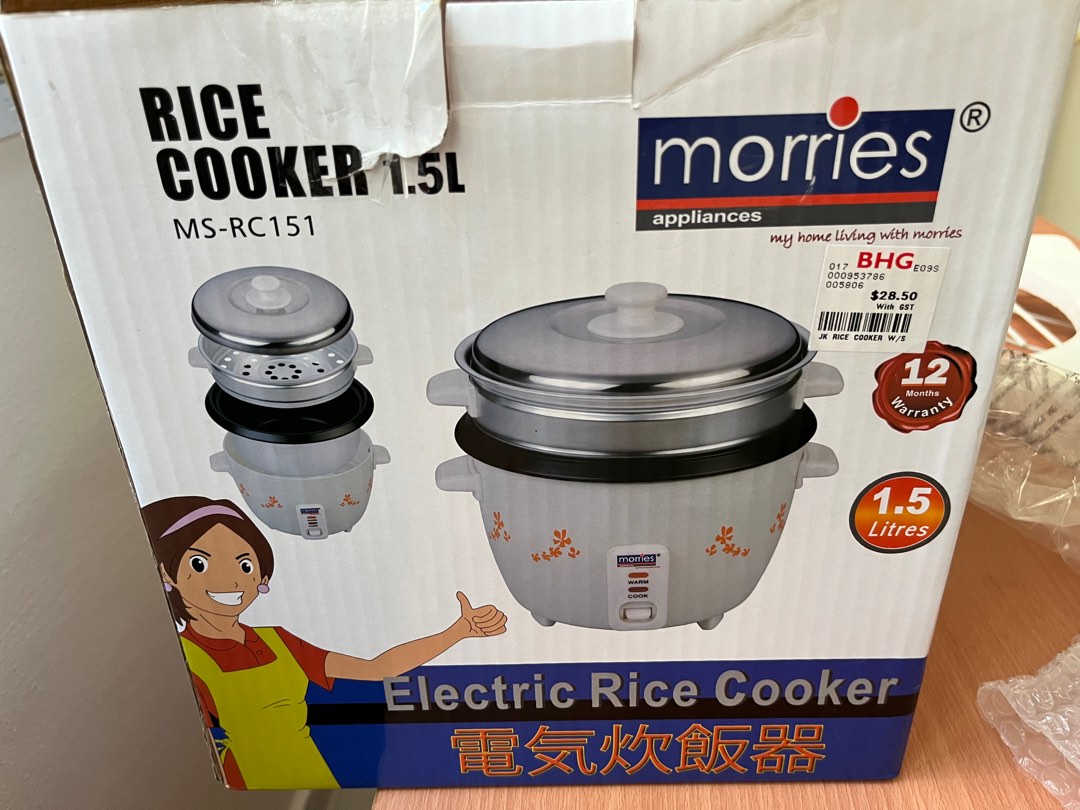 RICE
COOKER 1.5L
MS-RC151
morries®
appliances
my home living with morries
017 BHG E09S
000953786
005806
$28.50
With GST
JK RICE COOKER W/S
12
Months
Warranty
1.5
Litres
morries
WARM
COOK
Electric Rice Cooker
電気炊飯器